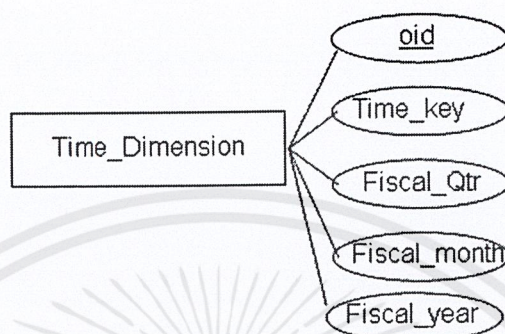 oid
Time_key
Time_Dimension
Fiscal_Qtr
Fiscal_month
Fiscal_year